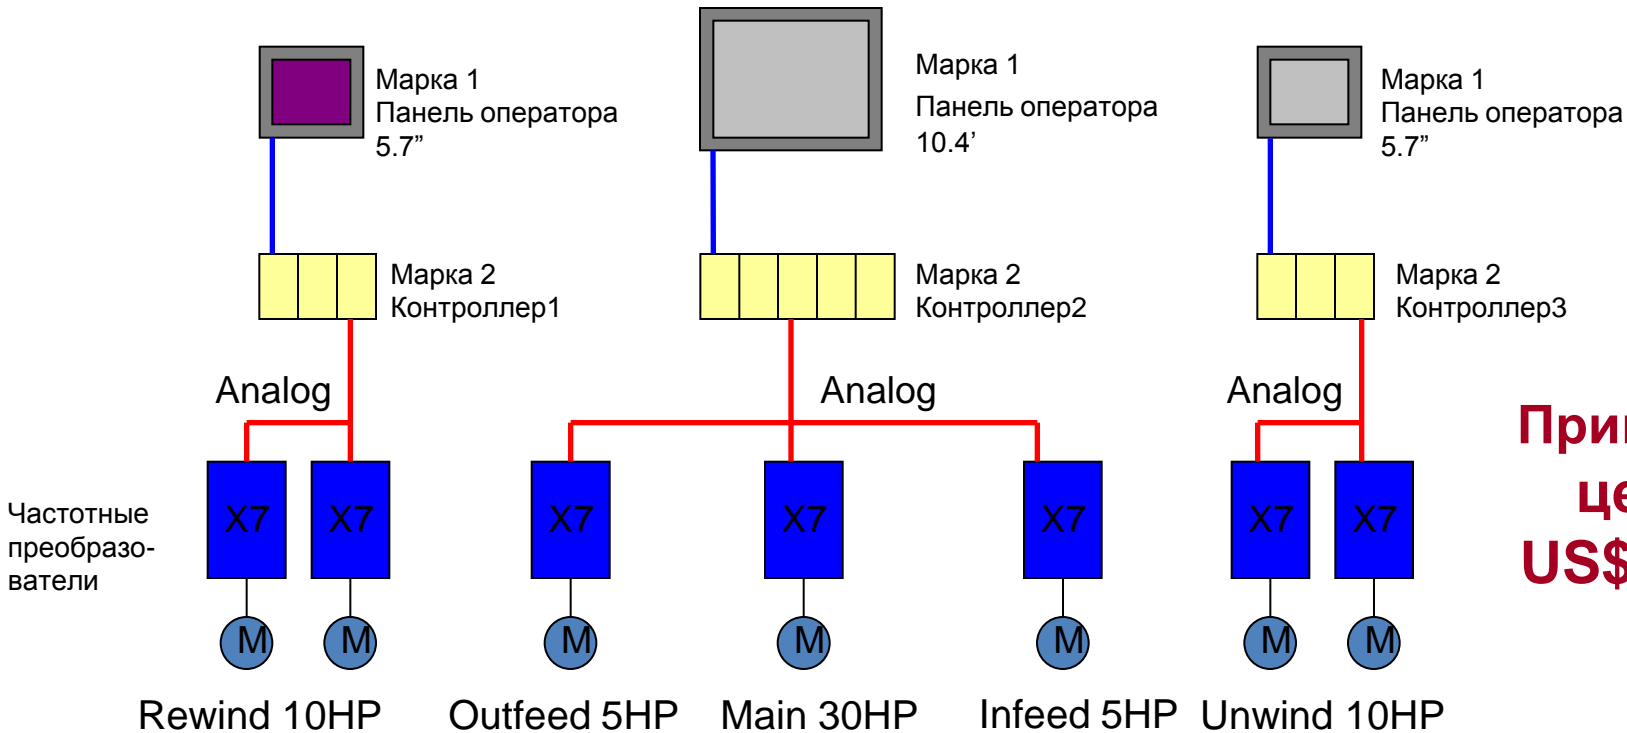 Марка 1
Панель оператора
5.7”
Марка 1
Панель оператора
10.4’
Марка 1
Панель оператора
5.7”
Марка 2
Контроллер1
Марка 2
Контроллер2
Марка 2
Контроллер3
Analog
Analog
Analog
Частотные
преобразо-
ватели
X7
X7
X7
X7
X7
X7
X7
US$
M
M
M
M
M
M
M
Rewind 10HP
Outfeed 5HP
Main 30HP
Infeed 5HP
Unwind 10HP